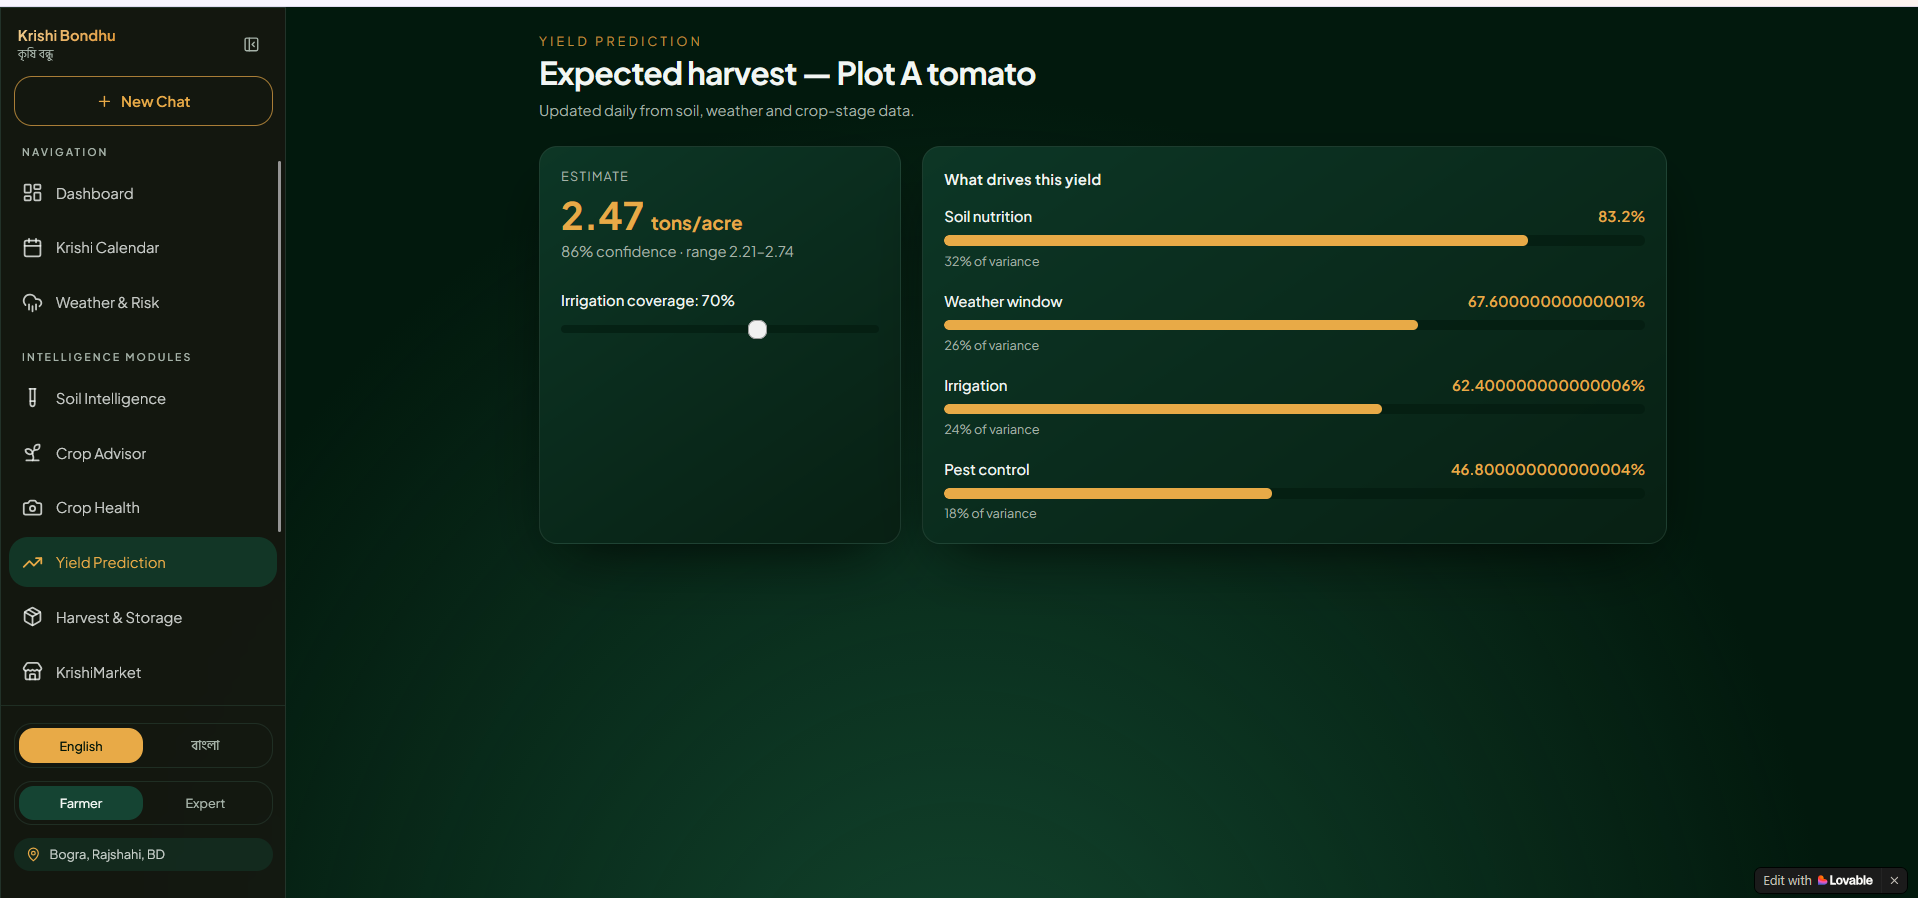 Krishi Bondhu
কৃষি বন্ধু
New Chat
NAVIGATION
Dashboard
Krishi Calendar
Weather & Risk
INTELLIGENCE MODULES
Soil Intelligence
Crop Advisor
Crop Health
Yield Prediction
Harvest & Storage
KrishiMarket
English
বাংলা
Farmer
Expert
Bogra, Rajshahi, BD
YIELD PREDICTION
Expected harvest — Plot A tomato
Updated daily from soil, weather and crop-stage data.
ESTIMATE
2.47 tons/acre
86% confidence · range 2.21–2.74
Irrigation coverage: 70%
What drives this yield
Soil nutrition 83.2%
32% of variance
Weather window 67.60000000000001%
26% of variance
Irrigation 62.400000000000006%
24% of variance
Pest control 46.800000000000004%
18% of variance
Edit with Lovable